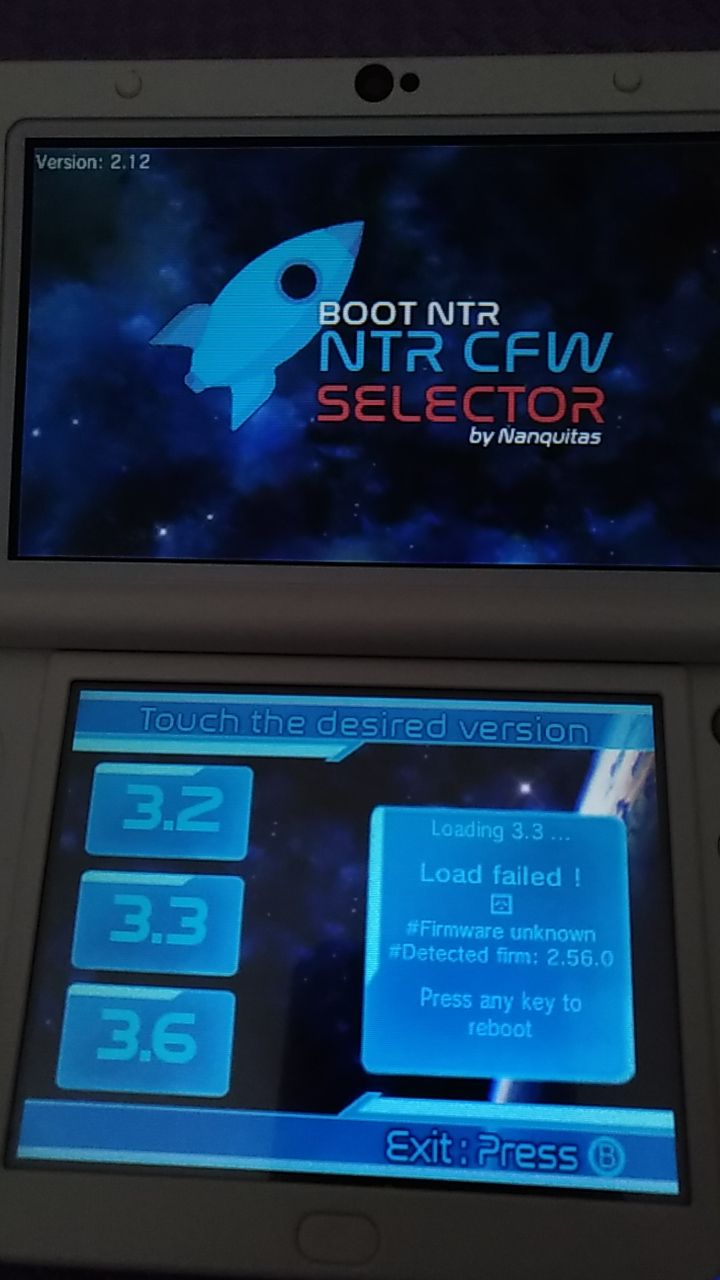 Version: 2.12
BOOT NTR
NTR CFW
SELECTOR
by Nanquitas
Touch the desired version
3.2
3.3
3.6
Loading 3.3 ...
Load failed !
#Firmware unknown
#Detected firm: 2.56.0
Press any key to
reboot
Exit : Press B